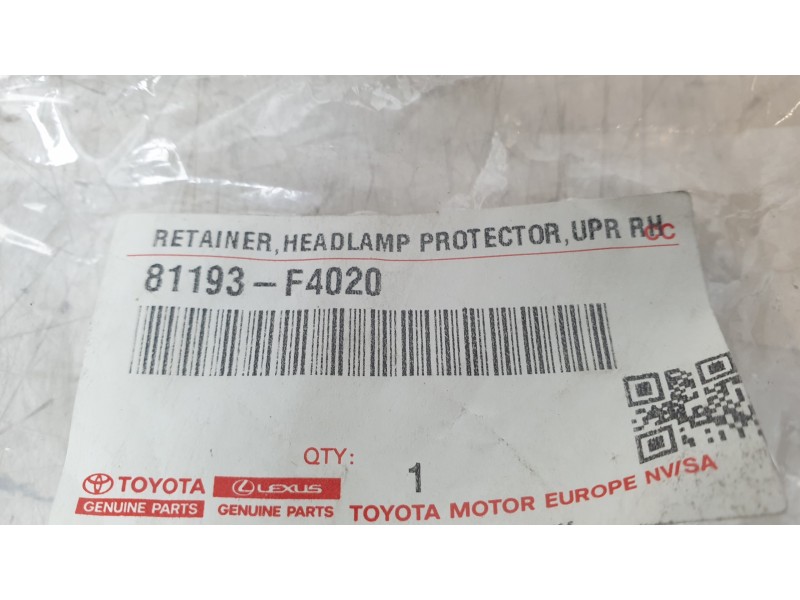 RETAINER,HEADLAMP PROTECTOR,UPR RH
CC
81193-F4020
QTY: 1
TOYOTA
GENUINE PARTS
LEXUS
GENUINE PARTS
TOYOTA MOTOR EUROPE NV/SA